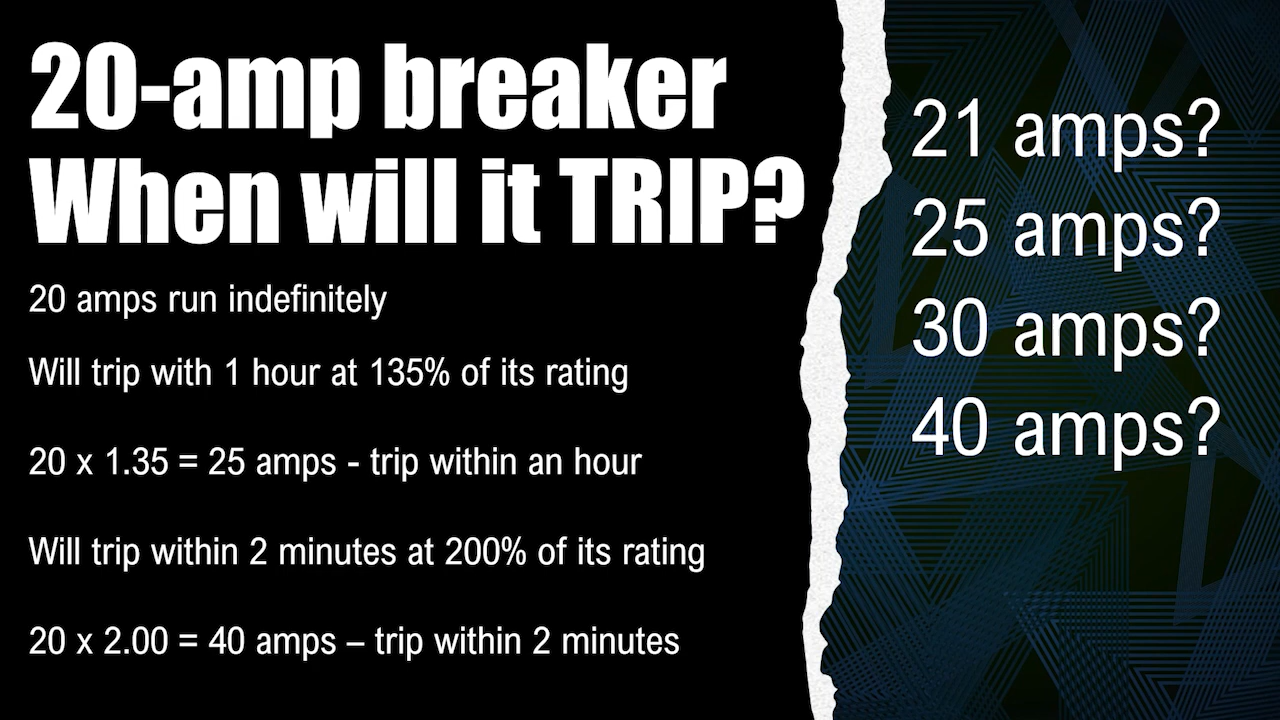 20-amp breaker
When will it TRIP?
20 amps run indefinitely
Will trip with 1 hour at 135% of its rating
20 x 1.35 = 25 amps - trip within an hour
Will trip within 2 minutes at 200% of its rating
20 x 2.00 = 40 amps – trip within 2 minutes
21 amps?
25 amps?
30 amps?
40 amps?